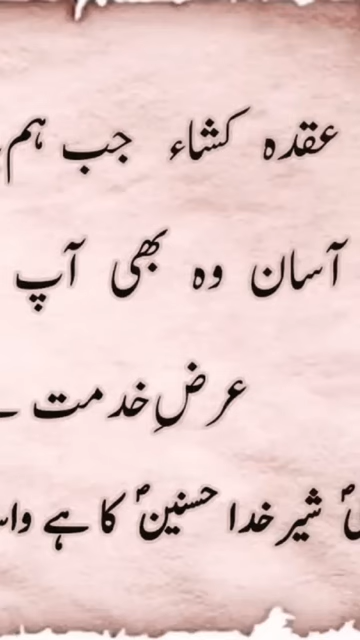 عقدہ کشاء جب ہم
آسان وہ بھی آپ
عرضِ خدمت
شیر خدا حسنینؑ کا ہے